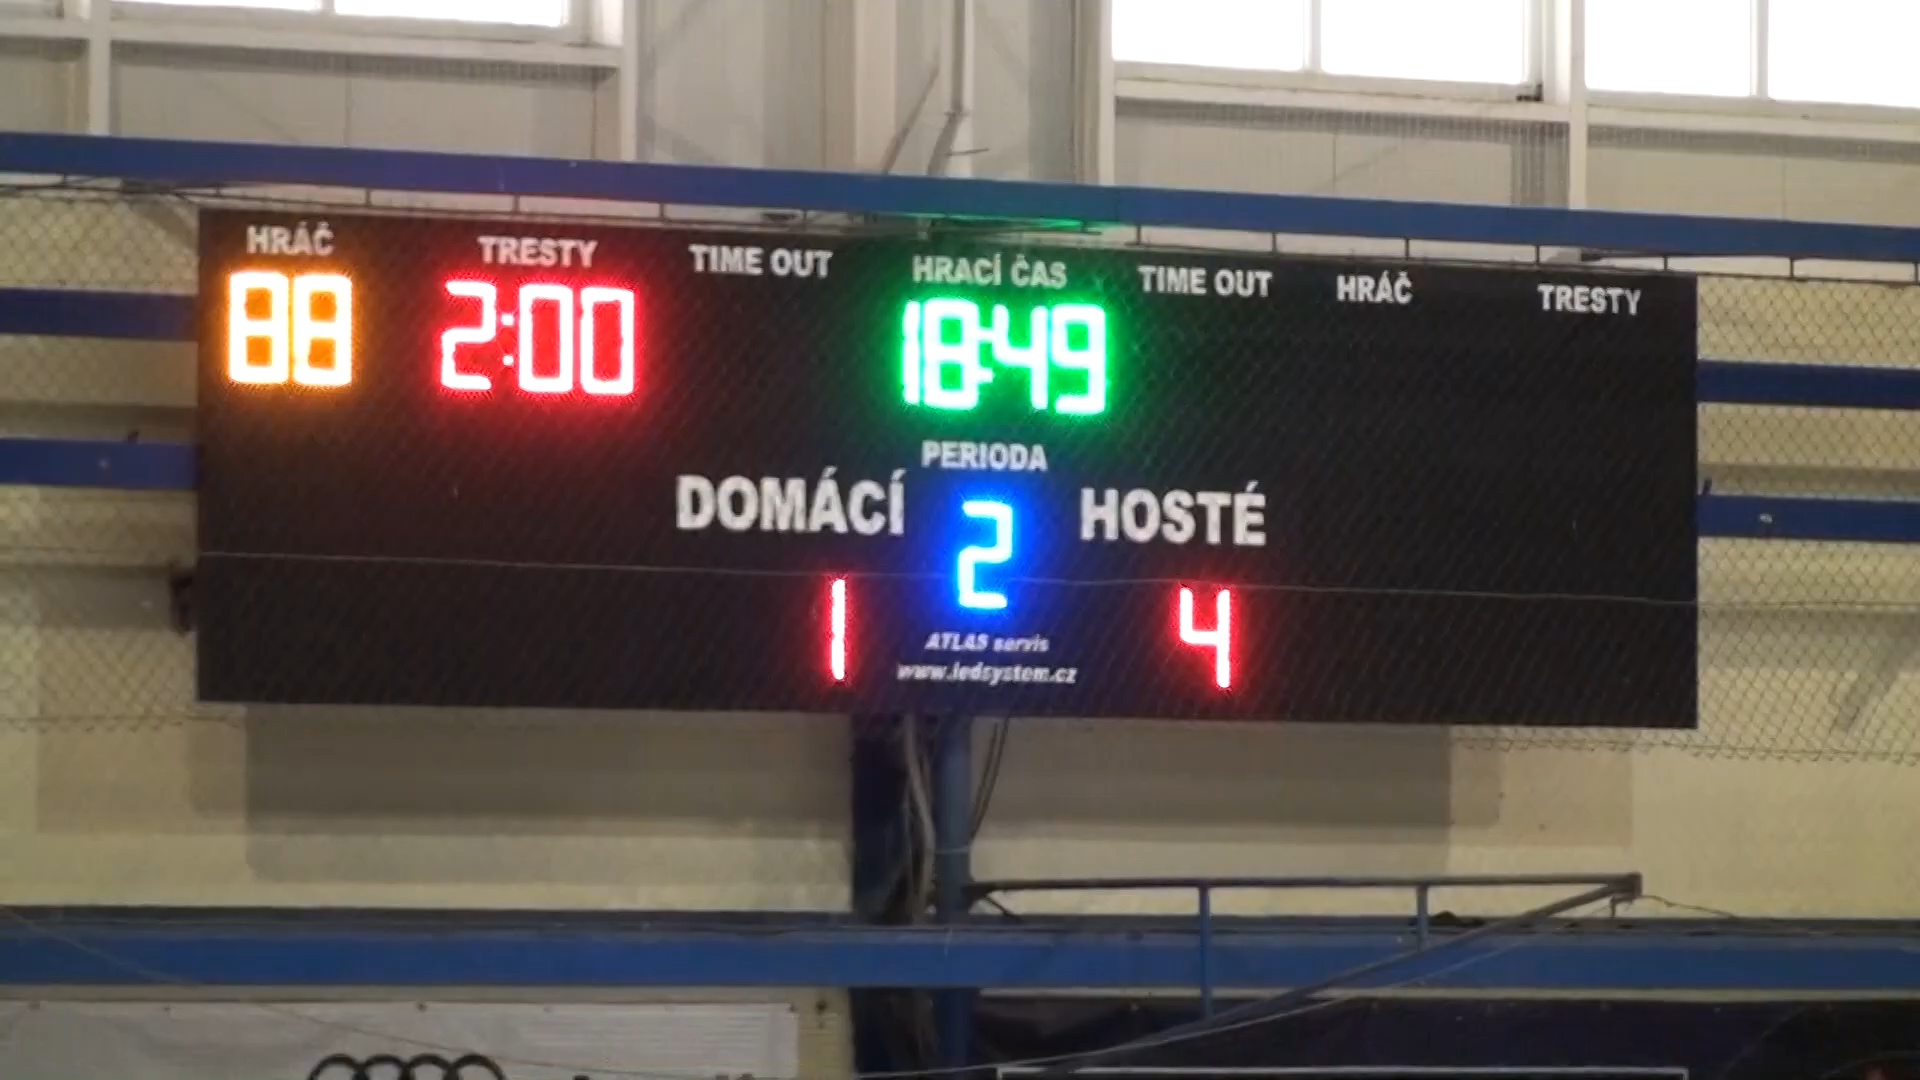 HRÁČ TRESTY TIME OUT HRACÍ ČAS TIME OUT HRÁČ TRESTY
88 2:00 18:49
PERIODA
DOMÁCÍ 2 HOSTÉ
1 4
ATLAS servis
www.ledsystem.cz